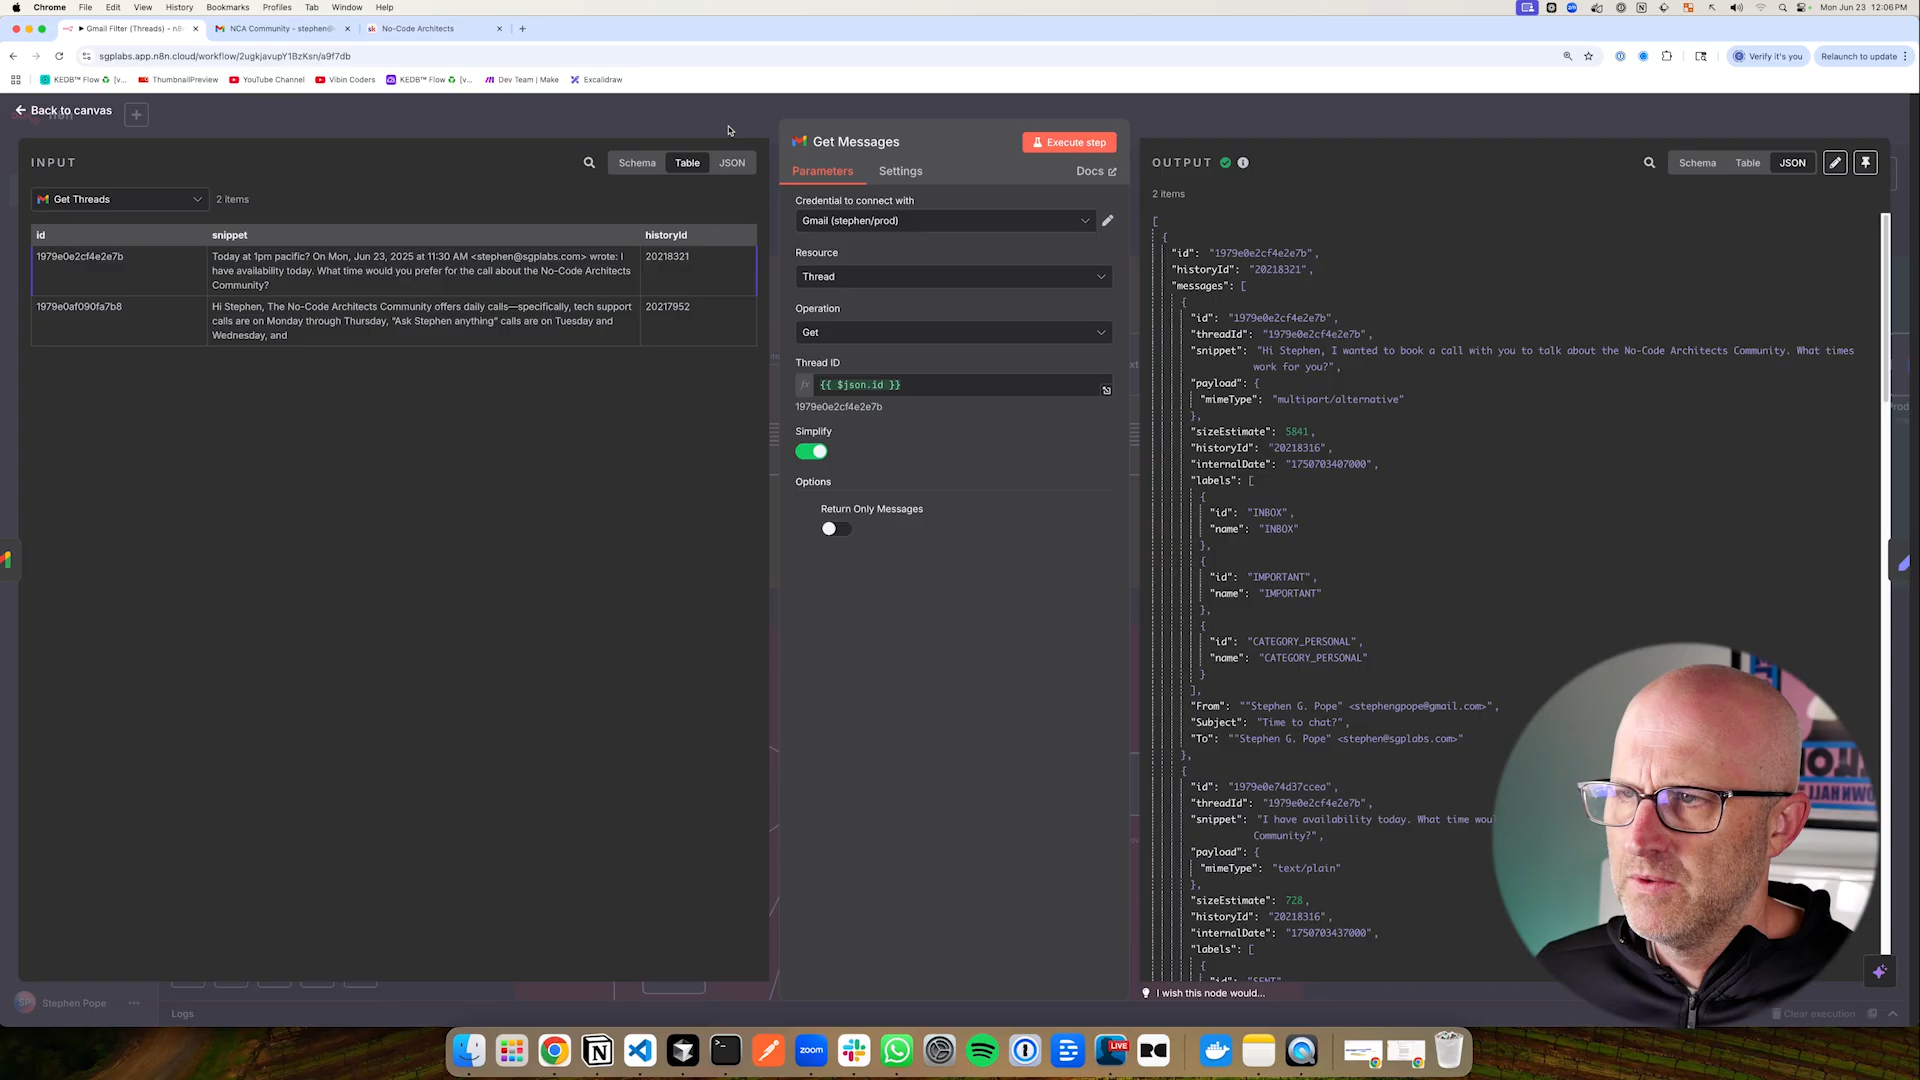 Chrome File Edit View History Bookmarks Profiles Tab Window Help
Mon Jun 23 12:06PM
Gmail Filter (Threads) - n8n
NCA Community - stephen@
No-Code Architects
sgplabs.app.n8n.cloud/workflow/2ugkjavupY1BzKsn/a9f7db
Verify it's you
Relaunch to update
KEDB™ Flow [v...
ThumbnailPreview
YouTube Channel
Vibin Coders
KEDB™ Flow [v...
Dev Team | Make
Excalidraw
Back to canvas
INPUT
Schema Table JSON
Get Threads
2 items
id snippet historyId
1979e0e2cf4e2e7b
Today at 1pm pacific? On Mon, Jun 23, 2025 at 11:30 AM <stephen@sgplabs.com> wrote: I
have availability today. What time would you prefer for the call about the No-Code Architects
Community?
20218321
1979e0af090fa7b8
Hi Stephen, The No-Code Architects Community offers daily calls—specifically, tech support
calls are on Monday through Thursday, "Ask Stephen anything" calls are on Tuesday and
Wednesday, and
20217952
Get Messages
Execute step
Parameters Settings Docs
Credential to connect with
Gmail (stephen/prod)
Resource
Thread
Operation
Get
Thread ID
fx {{ $json.id }}
1979e0e2cf4e2e7b
Simplify
Options
Return Only Messages
OUTPUT
Schema Table JSON
2 items
[
{
"id": "1979e0e2cf4e2e7b",
"historyId": "20218321",
"messages": [
{
"id": "1979e0e2cf4e2e7b",
"threadId": "1979e0e2cf4e2e7b",
"snippet": "Hi Stephen, I wanted to book a call with you to talk about the No-Code Architects Community. What times
work for you?",
"payload": {
"mimeType": "multipart/alternative"
},
"sizeEstimate": 5841,
"historyId": "20218316",
"internalDate": "1750703407000",
"labels": [
{
"id": "INBOX",
"name": "INBOX"
},
{
"id": "IMPORTANT",
"name": "IMPORTANT"
},
{
"id": "CATEGORY_PERSONAL",
"name": "CATEGORY_PERSONAL"
}
],
"From": ""Stephen G. Pope" <stephengpope@gmail.com>",
"Subject": "Time to chat?",
"To": ""Stephen G. Pope" <stephen@sgplabs.com>"
},
{
"id": "1979e0e74d37ccea",
"threadId": "1979e0e2cf4e2e7b",
"snippet": "I have availability today. What time
Community?",
"payload": {
"mimeType": "text/plain"
},
"sizeEstimate": 728,
"historyId": "20218316",
"internalDate": "1750703437000",
"labels": [
{
"id": "SENT"
I wish this node would...
SP Stephen Pope
Logs
Clear execution
zoom
LIVE